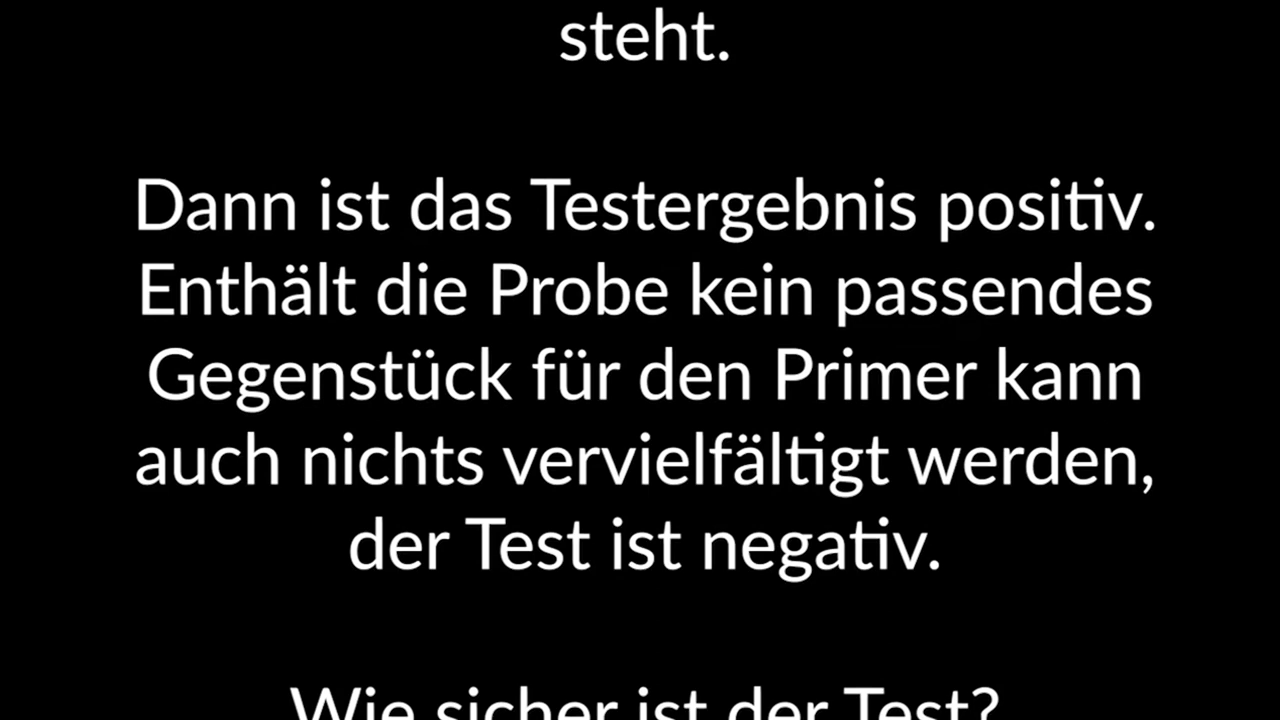 steht.
Dann ist das Testergebnis positiv.
Enthält die Probe kein passendes
Gegenstück für den Primer kann
auch nichts vervielfältigt werden,
der Test ist negativ.
Wie sicher ist der Test?